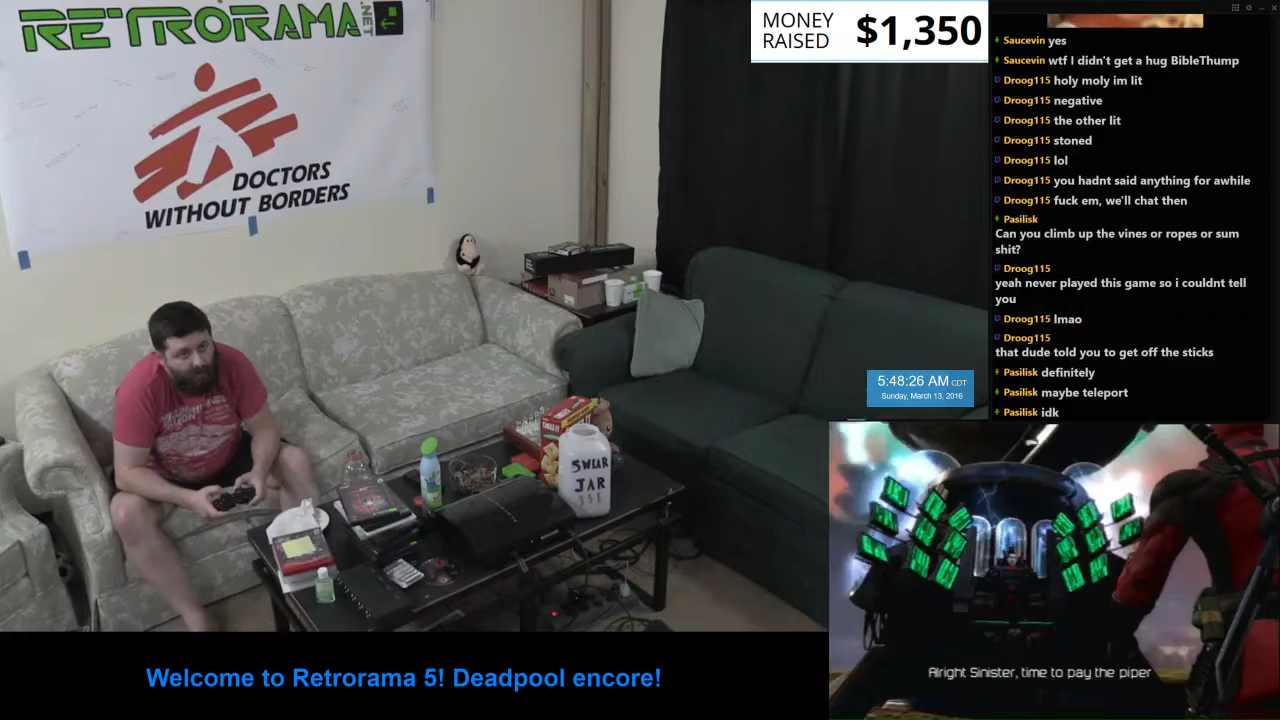 RETRORAMA
.NET
DOCTORS
WITHOUT BORDERS
MONEY
RAISED
$1,350
Saucevin yes
Saucevin wtf I didn't get a hug BibleThump
Droog115 holy moly im lit
Droog115 negative
Droog115 the other lit
Droog115 stoned
Droog115 lol
Droog115 you hadnt said anything for awhile
Droog115 fuck em, we'll chat then
Pasilisk
Can you climb up the vines or ropes or sum
shit?
Droog115
yeah never played this game so i couldnt tell
you
Droog115 lmao
Droog115
that dude told you to get off the sticks
Pasilisk definitely
Pasilisk maybe teleport
Pasilisk idk
5:48:26 AM CDT
Sunday, March 13, 2016
SWEAR
JAR
$$$
Alright Sinister, time to pay the piper
Welcome to Retrorama 5! Deadpool encore!